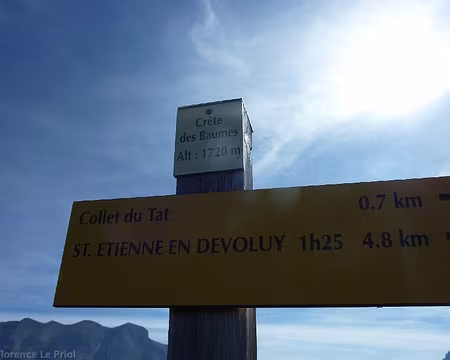 Crête
des Baumes
Alt : 1720 m
Collet du Tat 0.7 km
ST. ETIENNE EN DEVOLUY 1h25 4.8 km
lorence Le Priol